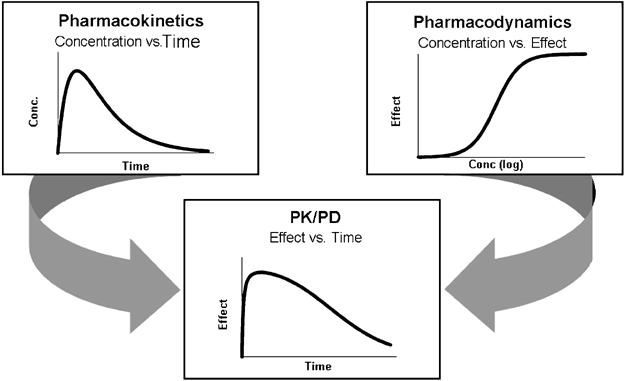 Pharmacokinetics
Concentration vs.Time
Conc.
Time
Pharmacodynamics
Concentration vs. Effect
Effect
Conc (log)
PK/PD
Effect vs. Time
Effect
Time